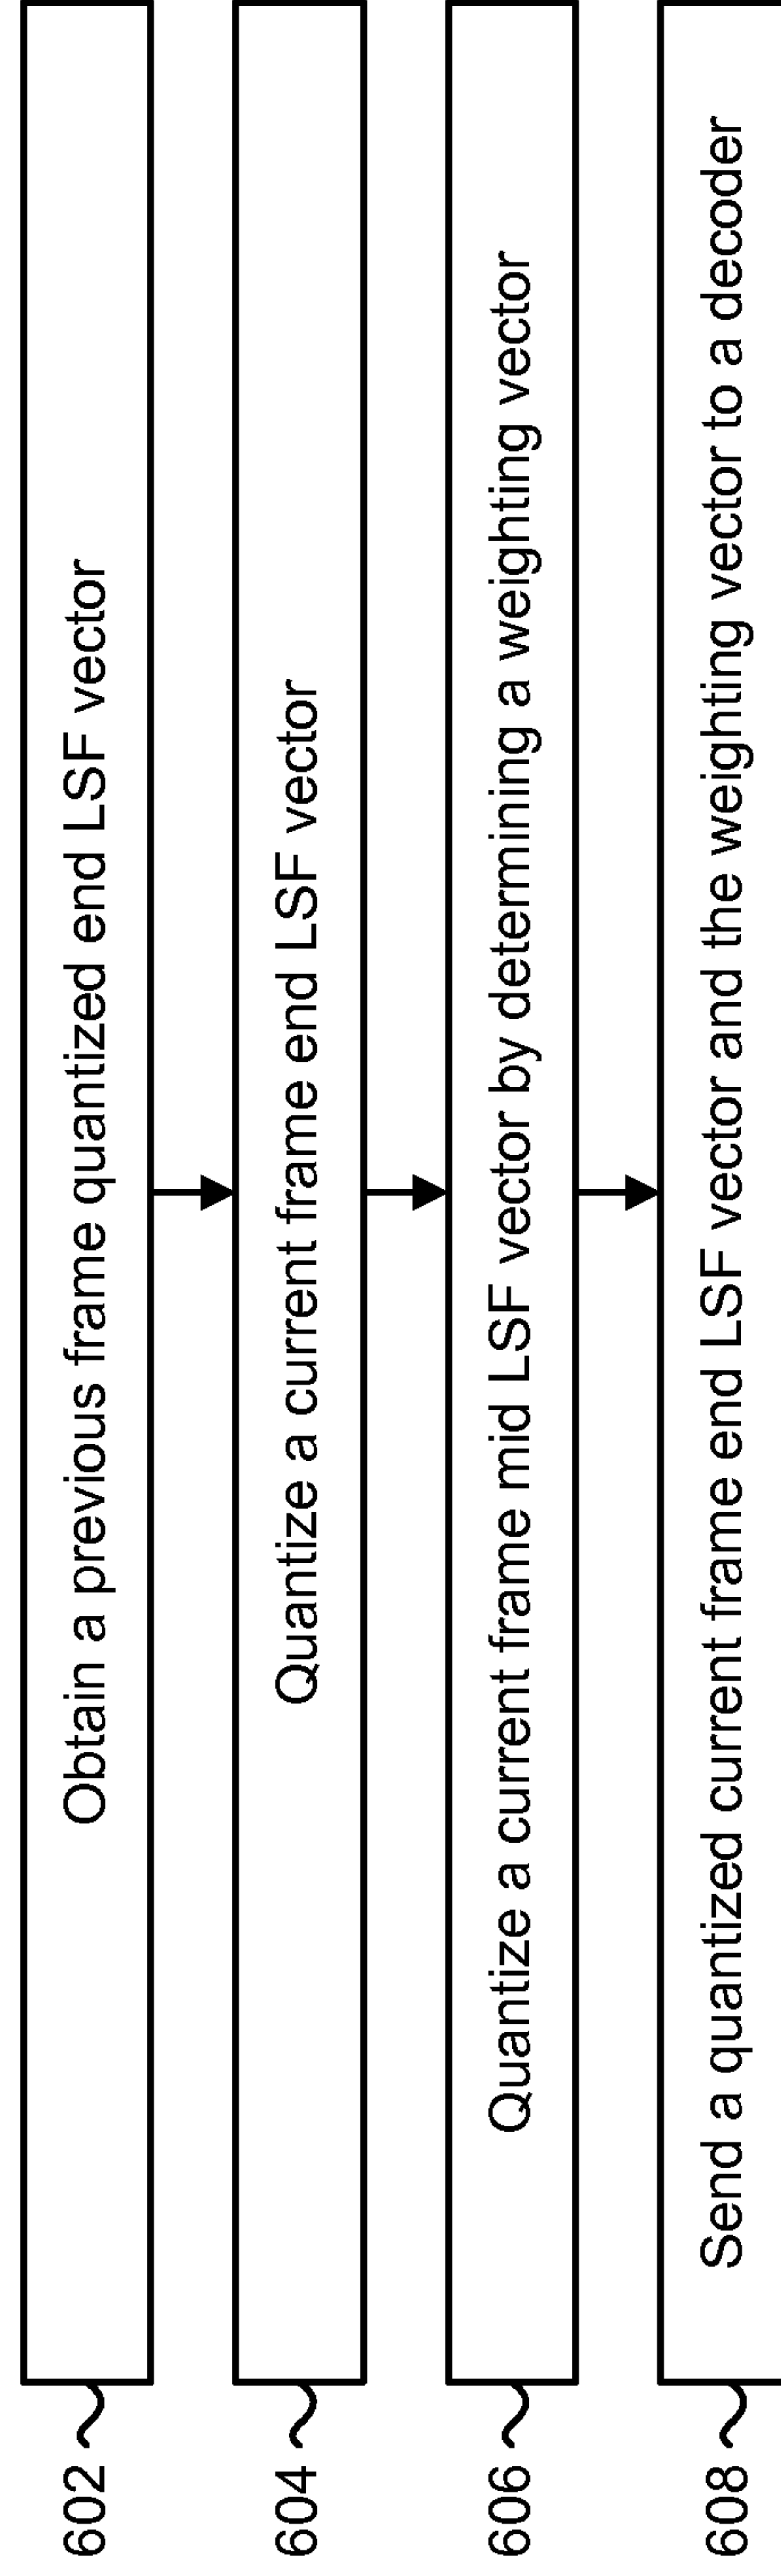 602 Obtain a previous frame quantized end LSF vector
604 Quantize a current frame end LSF vector
606 Quantize a current frame mid LSF vector by determining a weighting vector
608 Send a quantized current frame end LSF vector and the weighting vector to a decoder